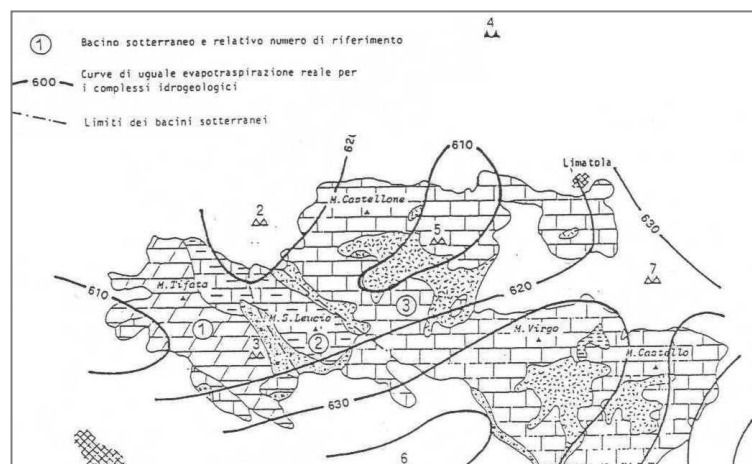 4
① Bacino sotterraneo e relativo numero di riferimento
600 Curve di uguale evapotraspirazione reale per
i complessi idrogeologici
Limiti dei bacini sotterranei
610
Limatola
M. Castellone
2
5
630
7
610
M. Tifata
③
620
①
M. S. Leucio
②
3
M. Virgo
M. Castello
630
6